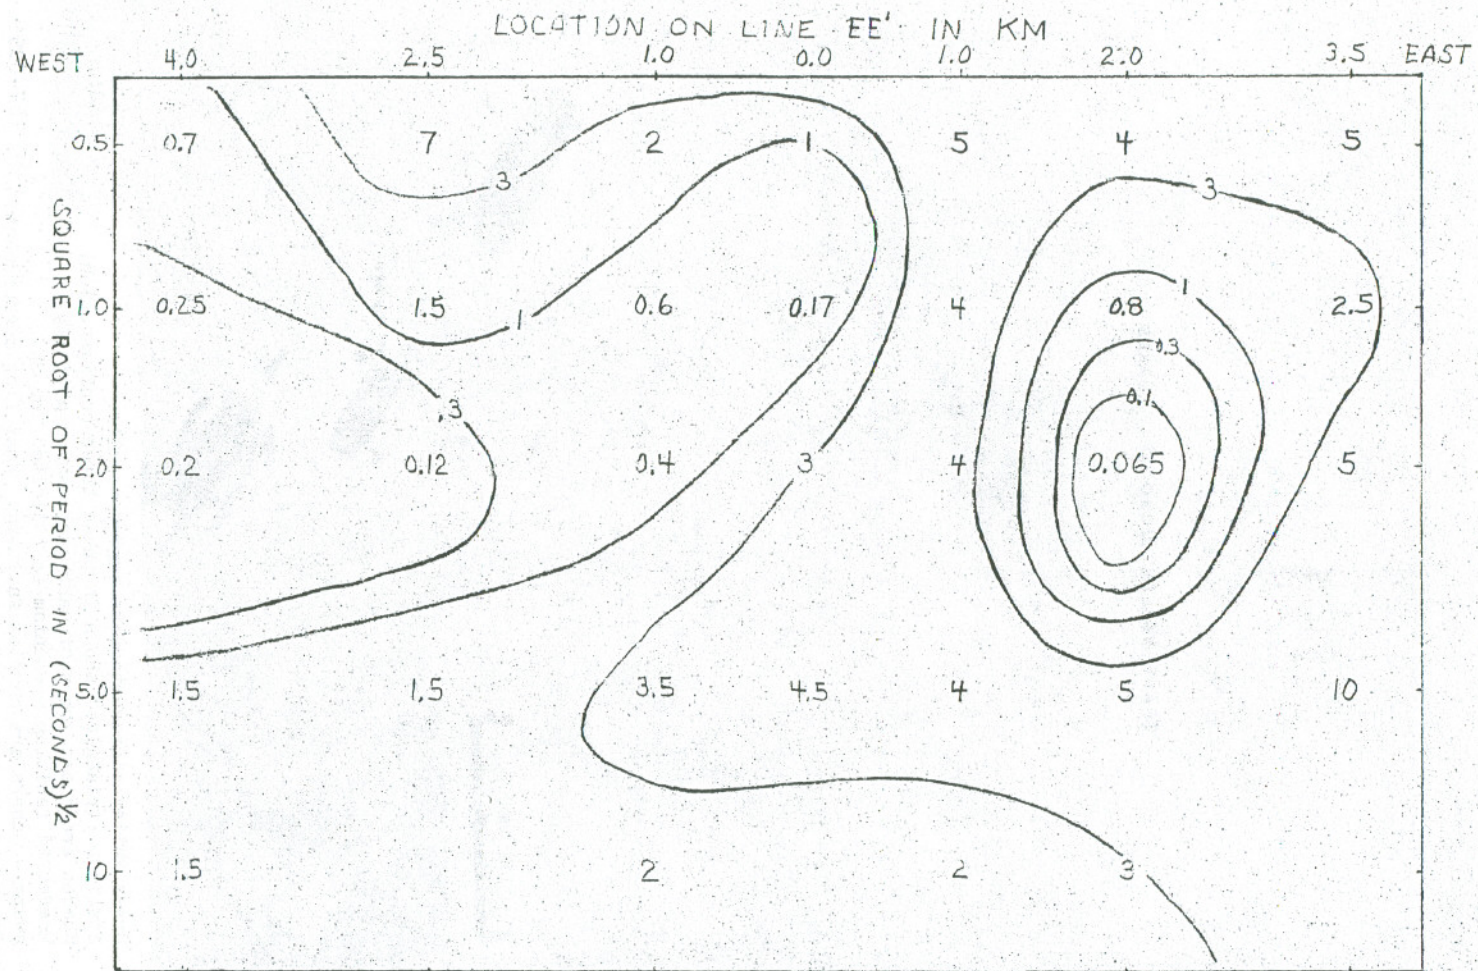 LOCATION ON LINE EE' IN KM
WEST 4.0 2.5 1.0 0.0 1.0 2.0 3.5 EAST
0.5 0.7 7 2 1 5 4 5
3 3
SQUARE ROOT OF PERIOD IN (SECONDS)½
1
1.0 0.25 1.5 0.6 0.17 4 0.8 2.5
1
0.3
0.1
.3
2.0 0.2 0.12 0.4 3 4 0.065 5
5.0 1.5 1.5 3.5 4.5 4 5 10
10 1.5 2 2 3